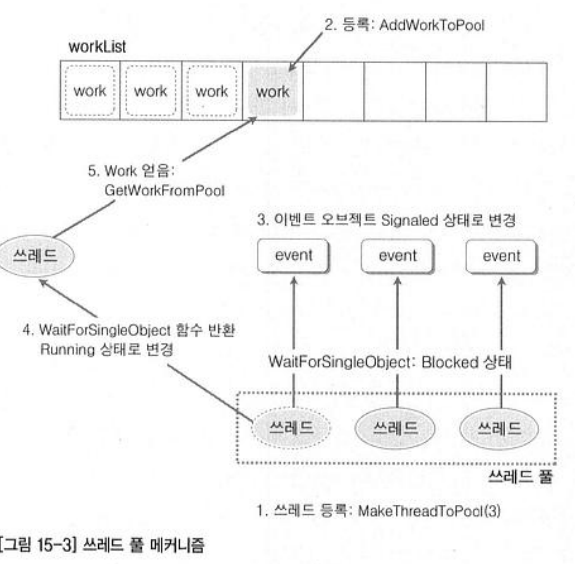 2. 등록: AddWorkToPool
workList
work work work work
5. Work 얻음:
GetWorkFromPool
3. 이벤트 오브젝트 Signaled 상태로 변경
event event event
쓰레드
4. WaitForSingleObject 함수 반환
Running 상태로 변경
WaitForSingleObject: Blocked 상태
쓰레드 쓰레드 쓰레드
쓰레드 풀
1. 쓰레드 등록: MakeThreadToPool(3)
[그림 15-3] 쓰레드 풀 메커니즘